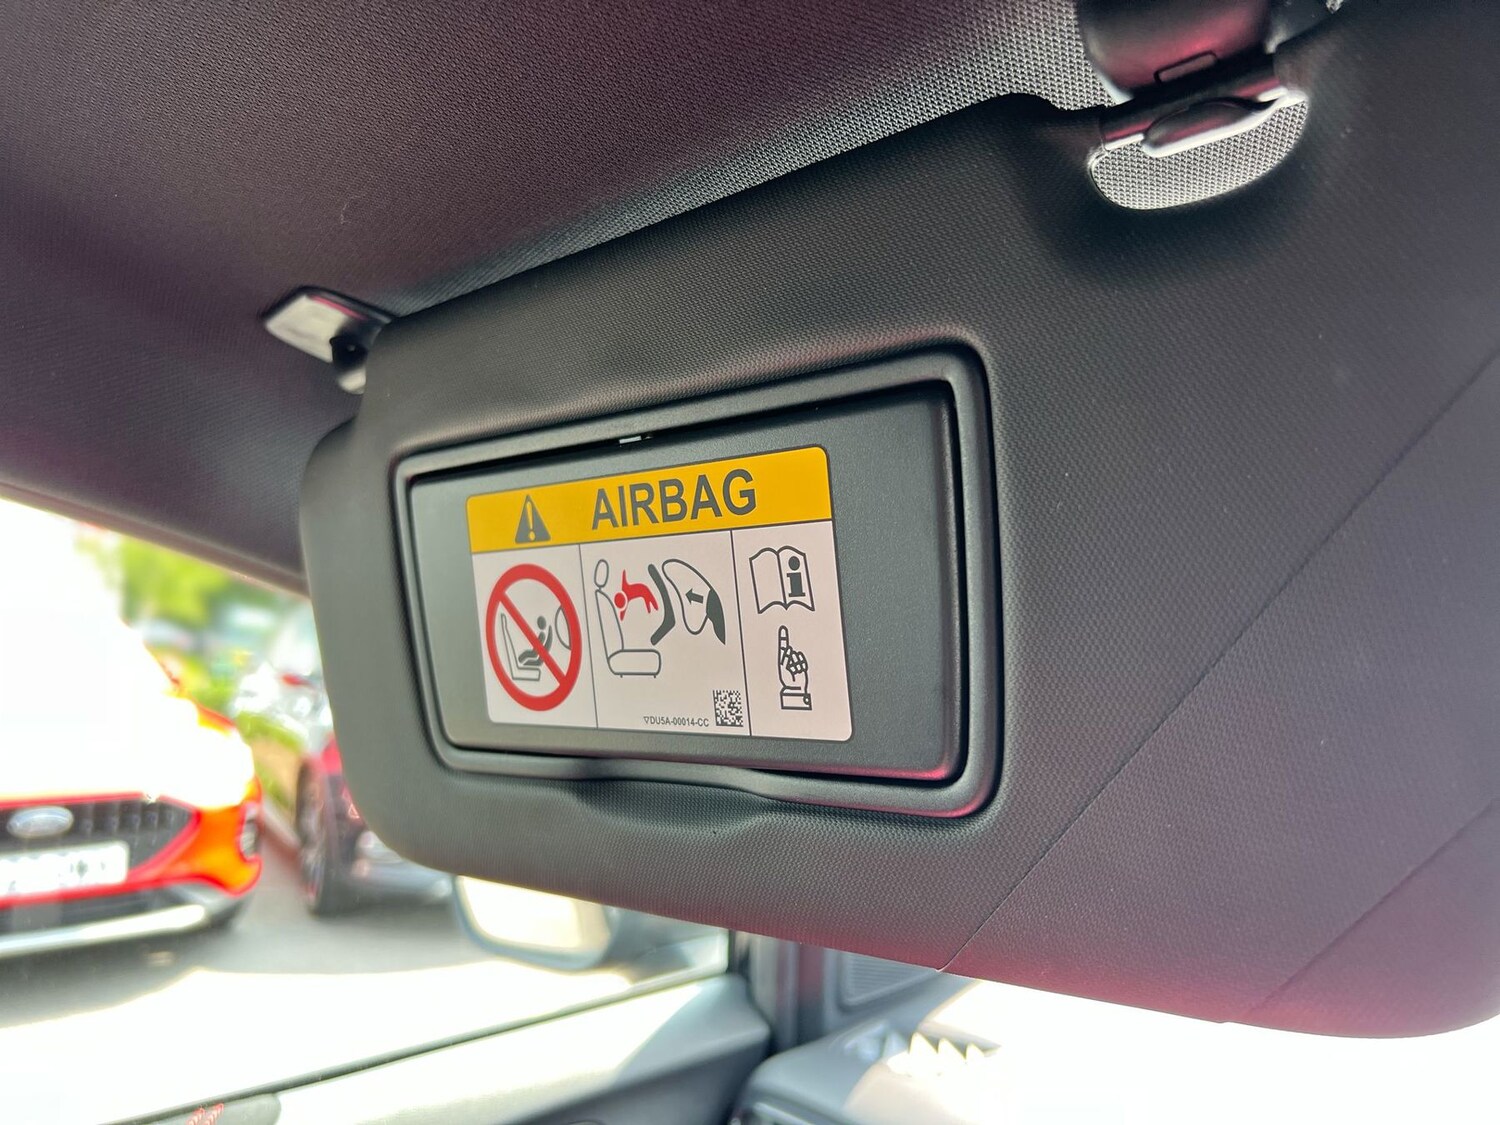 AIRBAG
i
▽DU5A-00014-CC